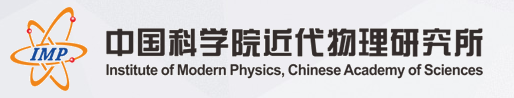 IMP
中国科学院近代物理研究所
Institute of Modern Physics, Chinese Academy of Sciences